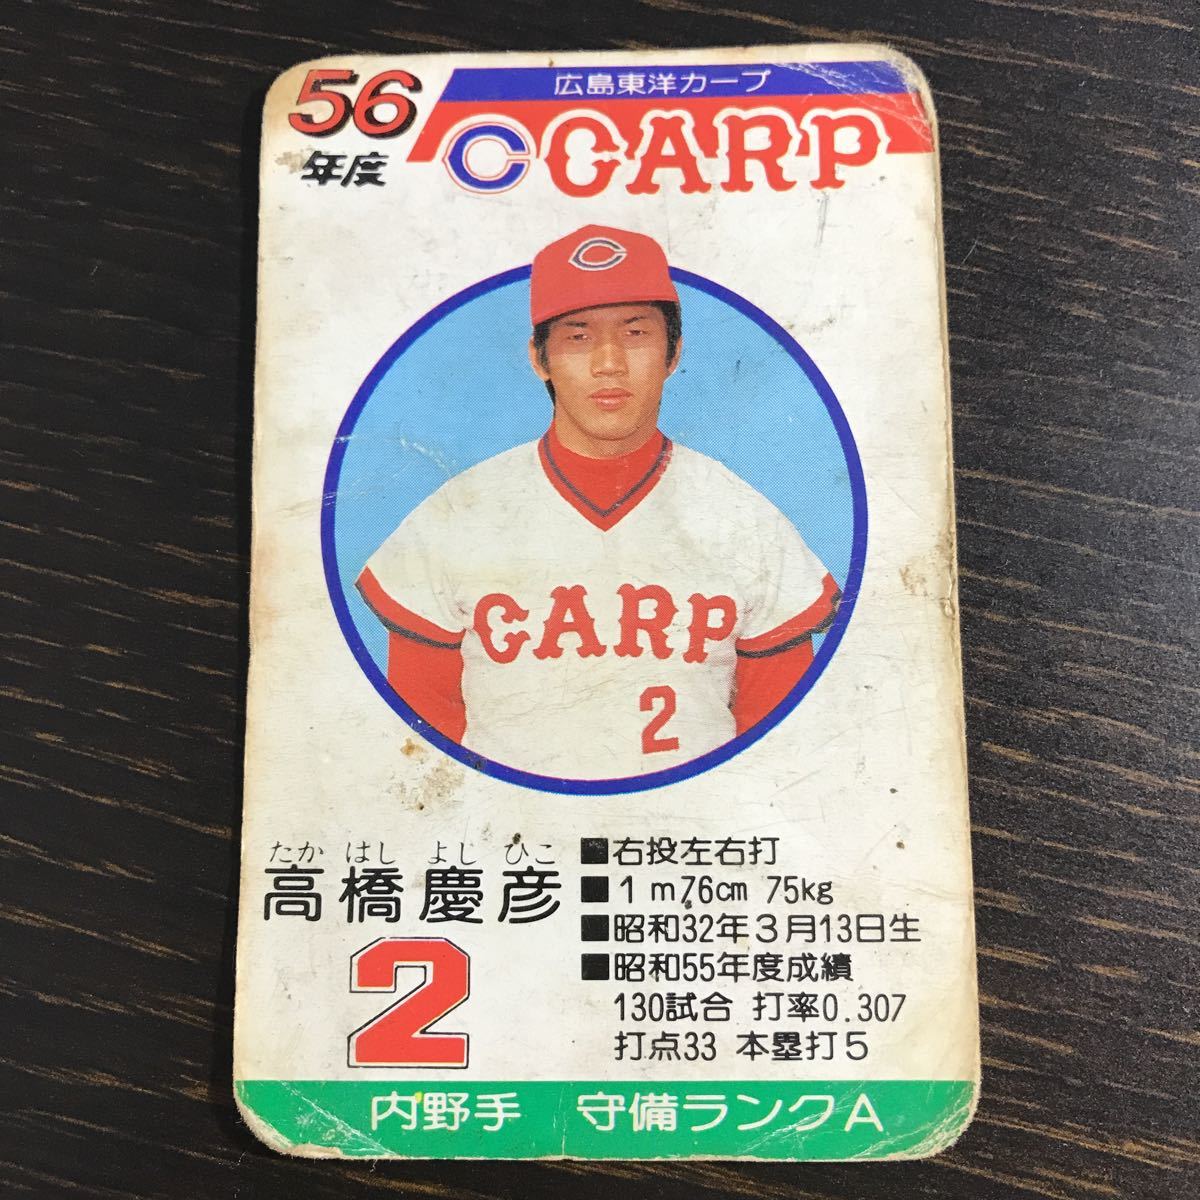 56
年度
広島東洋カープ
C CARP
C
CARP
2
たか はし よし ひこ
高橋慶彦
2
■右投左右打
■1m76cm 75kg
■昭和32年3月13日生
■昭和55年度成績
130試合 打率0.307
打点33 本塁打5
内野手 守備ランクA